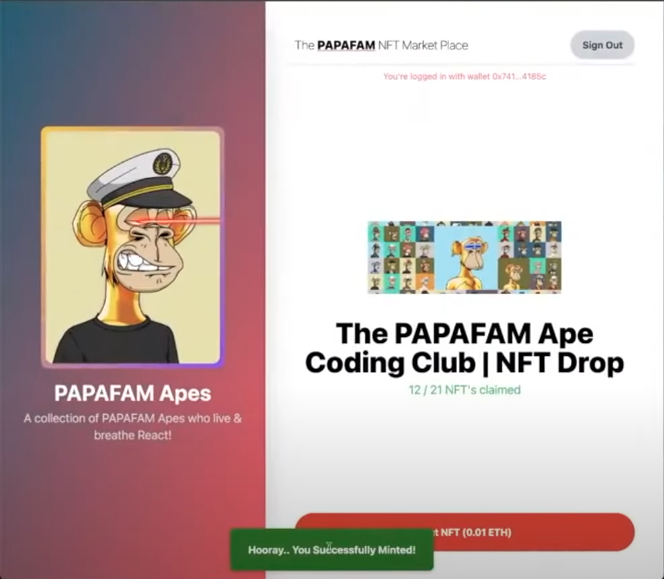 The PAPAFAM NFT Market Place
Sign Out
You're logged in with wallet 0x741...4185c
PAPAFAM Apes
A collection of PAPAFAM Apes who live &
breathe React!
The PAPAFAM Ape
Coding Club | NFT Drop
12 / 21 NFT's claimed
NFT (0.01 ETH)
Hooray.. You Successfully Minted!